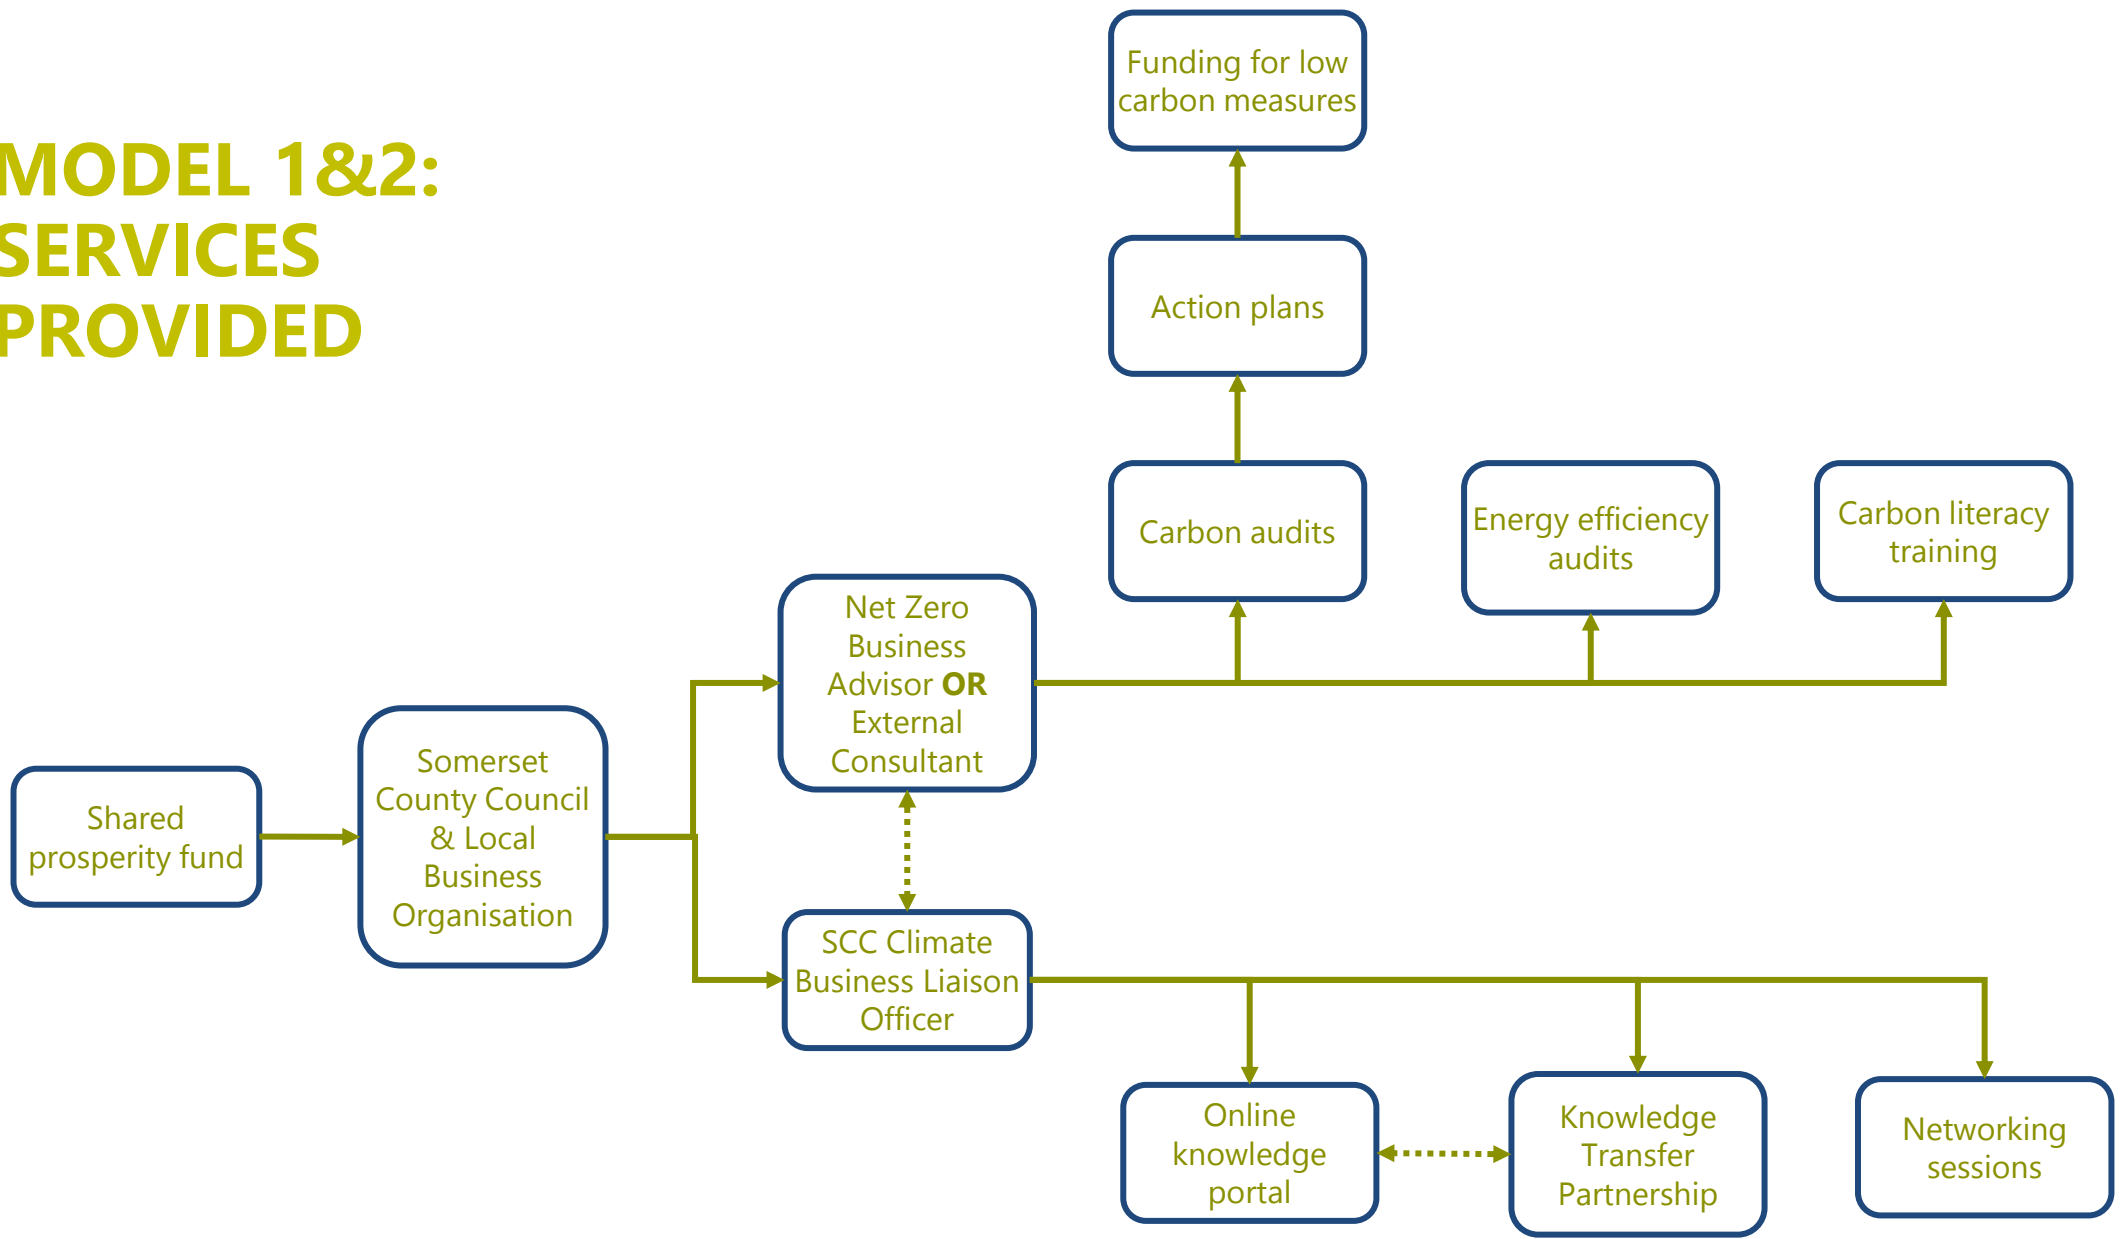 MODEL 1&2:
SERVICES
PROVIDED
Funding for low
carbon measures
Action plans
Carbon audits
Energy efficiency
audits
Carbon literacy
training
Net Zero
Business
Advisor OR
External
Consultant
Somerset
County Council
& Local
Business
Organisation
Shared
prosperity fund
SCC Climate
Business Liaison
Officer
Online
knowledge
portal
Knowledge
Transfer
Partnership
Networking
sessions